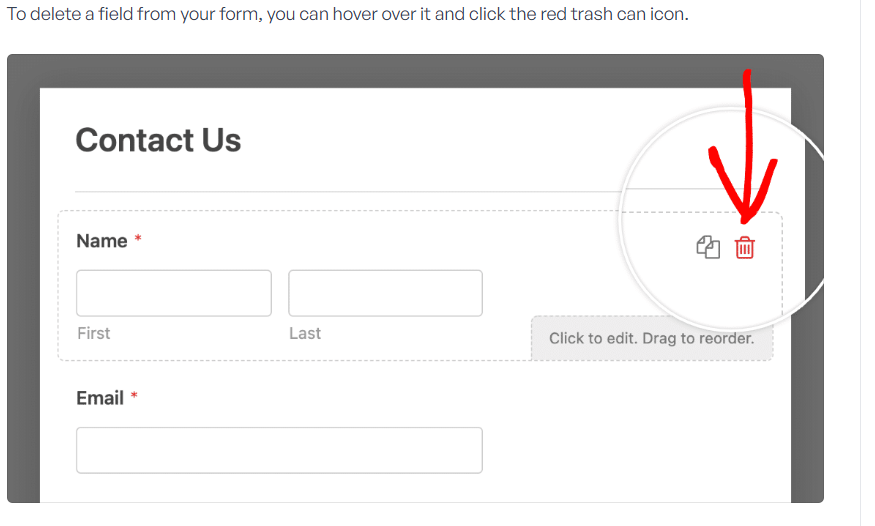 To delete a field from your form, you can hover over it and click the red trash can icon.
Contact Us
Name *
First
Last
Click to edit. Drag to reorder.
Email *